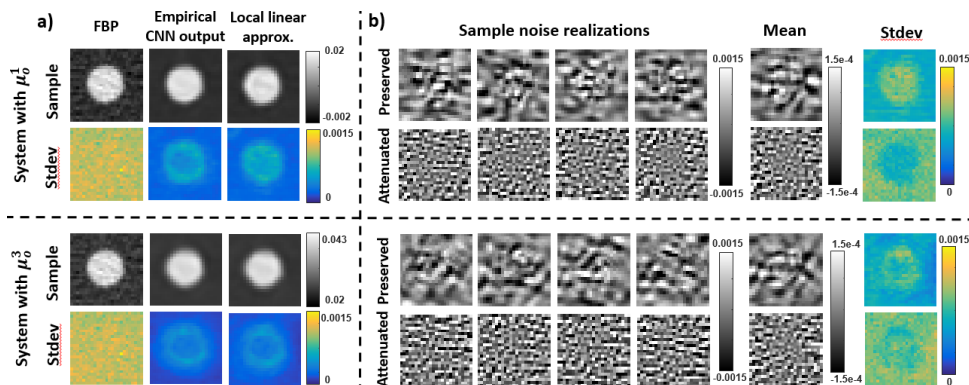 a)
FBP
Empirical CNN output
Local linear approx.
b)
Sample noise realizations
Mean
Stdev
System with μ_o^1
Sample
0.02
-0.002
Stdev
0.0015
0
Preserved
Attenuated
0.0015
-0.0015
1.5e-4
-1.5e-4
0.0015
0
System with μ_o^3
Sample
0.043
0.02
Stdev
0.0015
0
Preserved
Attenuated
0.0015
-0.0015
1.5e-4
-1.5e-4
0.0015
0